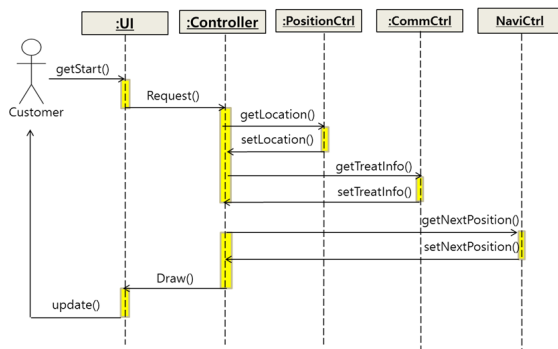 :UI
:Controller
:PositionCtrl
:CommCtrl
NaviCtrl
getStart()
Customer
Request()
getLocation()
setLocation()
getTreatInfo()
setTreatInfo()
getNextPosition()
setNextPosition()
Draw()
update()